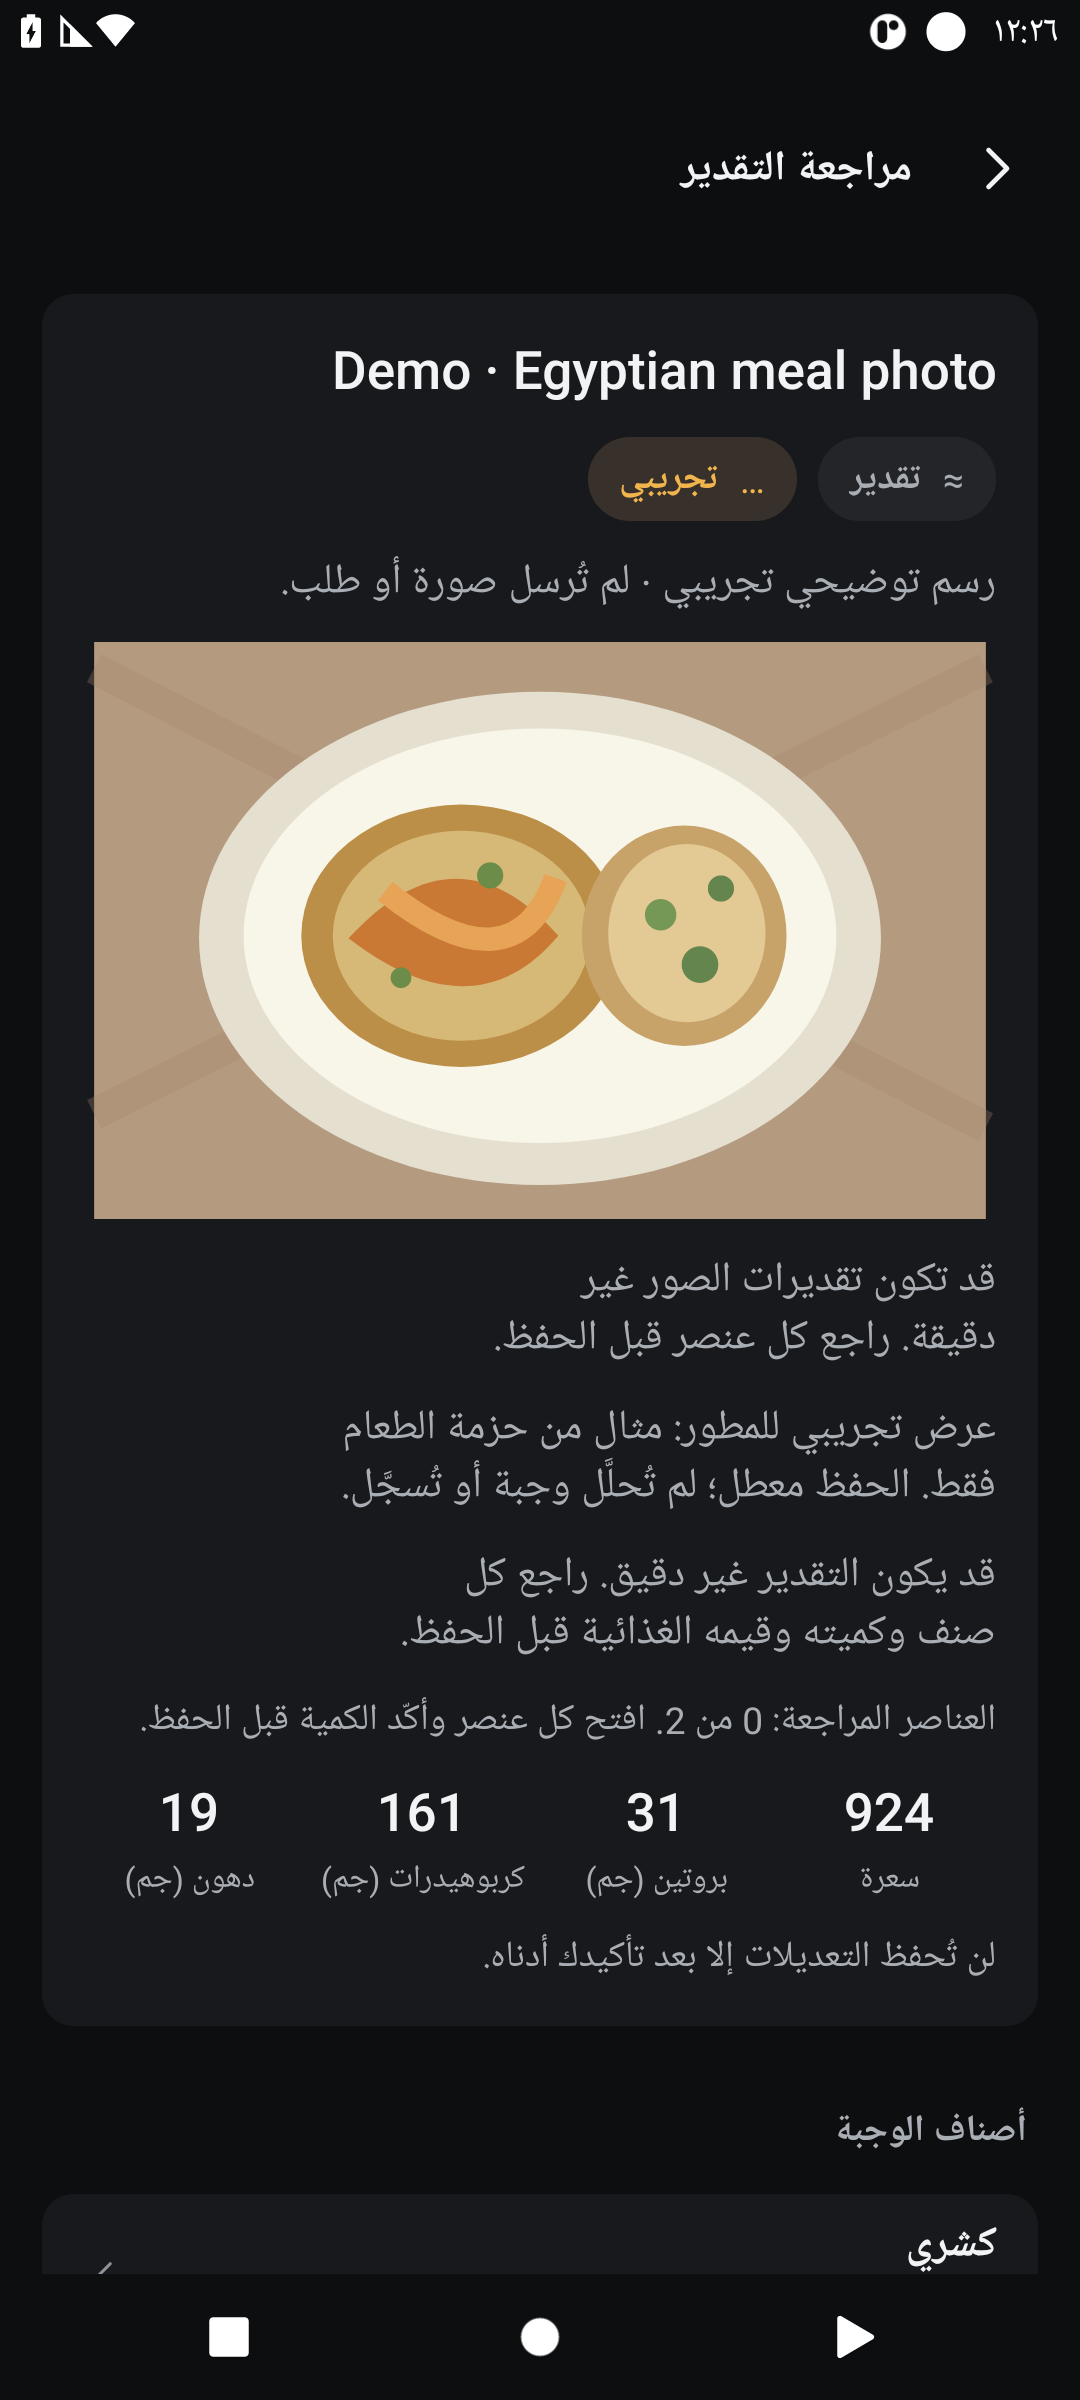 ١٢:٢٦
مراجعة التقدير
Demo · Egyptian meal photo
≈ تقدير
… تجريبي
رسم توضيحي تجريبي · لم تُرسل صورة أو طلب.
قد تكون تقديرات الصور غير
دقيقة. راجع كل عنصر قبل الحفظ.
عرض تجريبي للمطور: مثال من حزمة الطعام
فقط. الحفظ معطل؛ لم تُحلَّل وجبة أو تُسجَّل.
قد يكون التقدير غير دقيق. راجع كل
صنف وكميته وقيمه الغذائية قبل الحفظ.
العناصر المراجعة: 0 من 2. افتح كل عنصر وأكّد الكمية قبل الحفظ.
924 31 161 19
سعرة بروتين (جم) كربوهيدرات (جم) دهون (جم)
لن تُحفظ التعديلات إلا بعد تأكيدك أدناه.
أصناف الوجبة
كشري